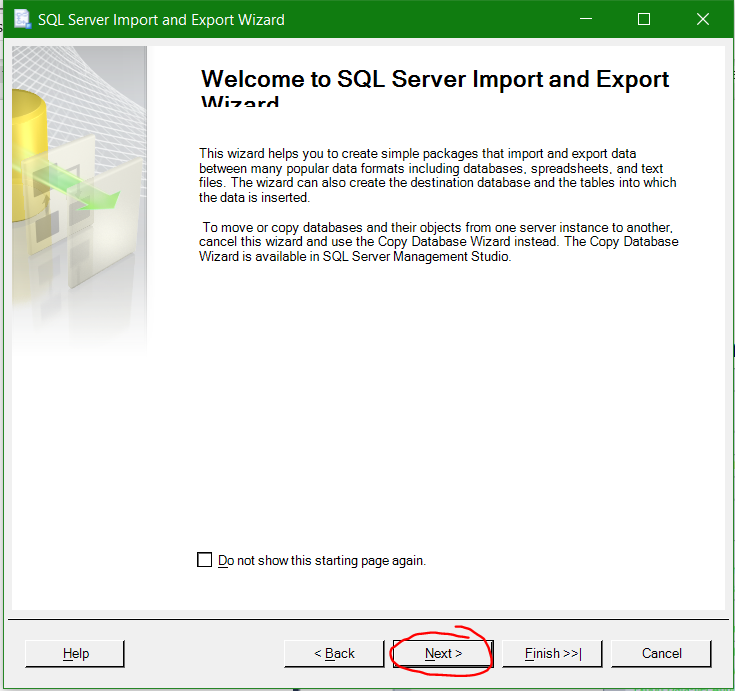 SQL Server Import and Export Wizard
Welcome to SQL Server Import and Export
Wizard
This wizard helps you to create simple packages that import and export data
between many popular data formats including databases, spreadsheets, and text
files. The wizard can also create the destination database and the tables into which
the data is inserted.
To move or copy databases and their objects from one server instance to another,
cancel this wizard and use the Copy Database Wizard instead. The Copy Database
Wizard is available in SQL Server Management Studio.
Do not show this starting page again.
Help
< Back
Next >
Finish >>|
Cancel